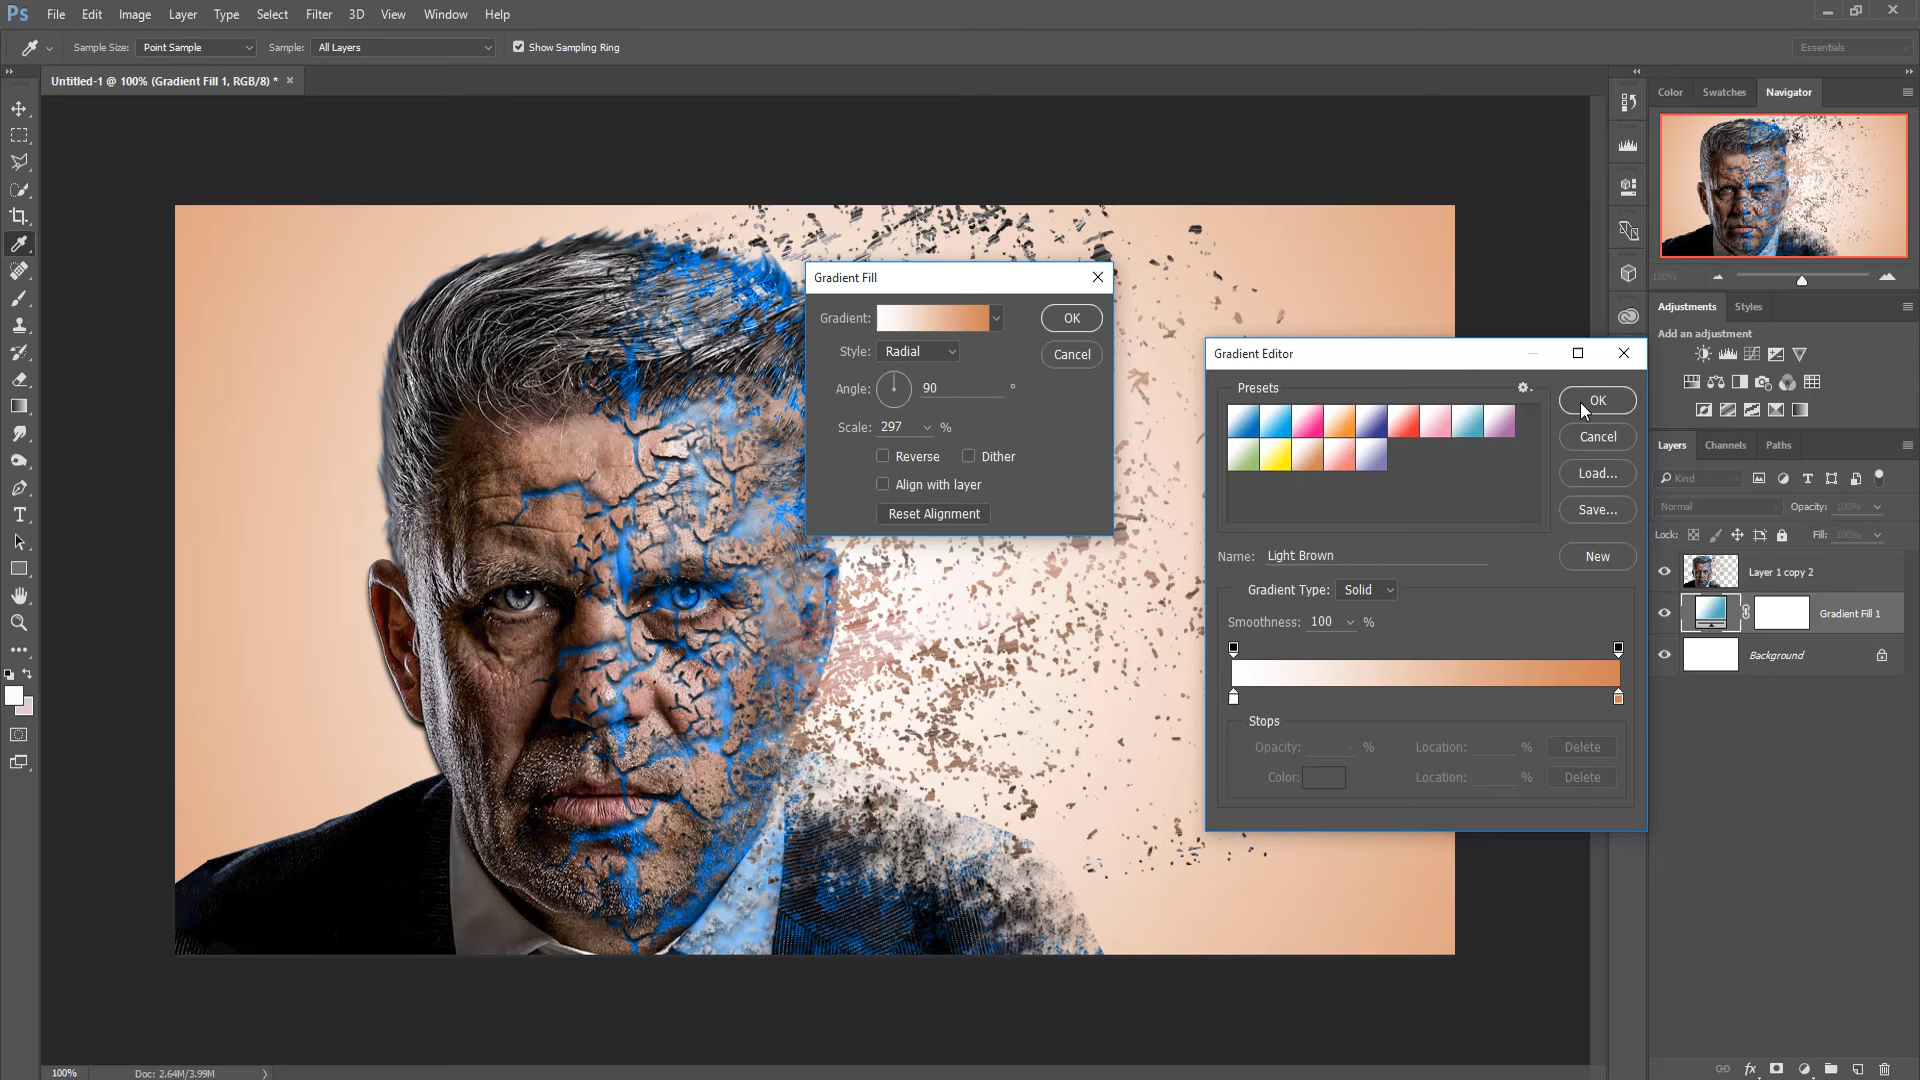 Ps File Edit Image Layer Type Select Filter 3D View Window Help
Sample Size: Point Sample Sample: All Layers Show Sampling Ring Essentials
Untitled-1 @ 100% (Gradient Fill 1, RGB/8) *
Color Swatches Navigator
100%
Adjustments Styles
Add an adjustment
Layers Channels Paths
Kind
Normal Opacity: 100%
Lock: Fill: 100%
Layer 1 copy 2
Gradient Fill 1
Background
Gradient Fill
Gradient: OK
Style: Radial Cancel
Angle: 90 °
Scale: 297 %
Reverse Dither
Align with layer
Reset Alignment
Gradient Editor
Presets
OK
Cancel
Load...
Save...
Name: Light Brown New
Gradient Type: Solid
Smoothness: 100 %
Stops
Opacity: % Location: % Delete
Color: Location: % Delete
100% Doc: 2.64M/3.99M
fx